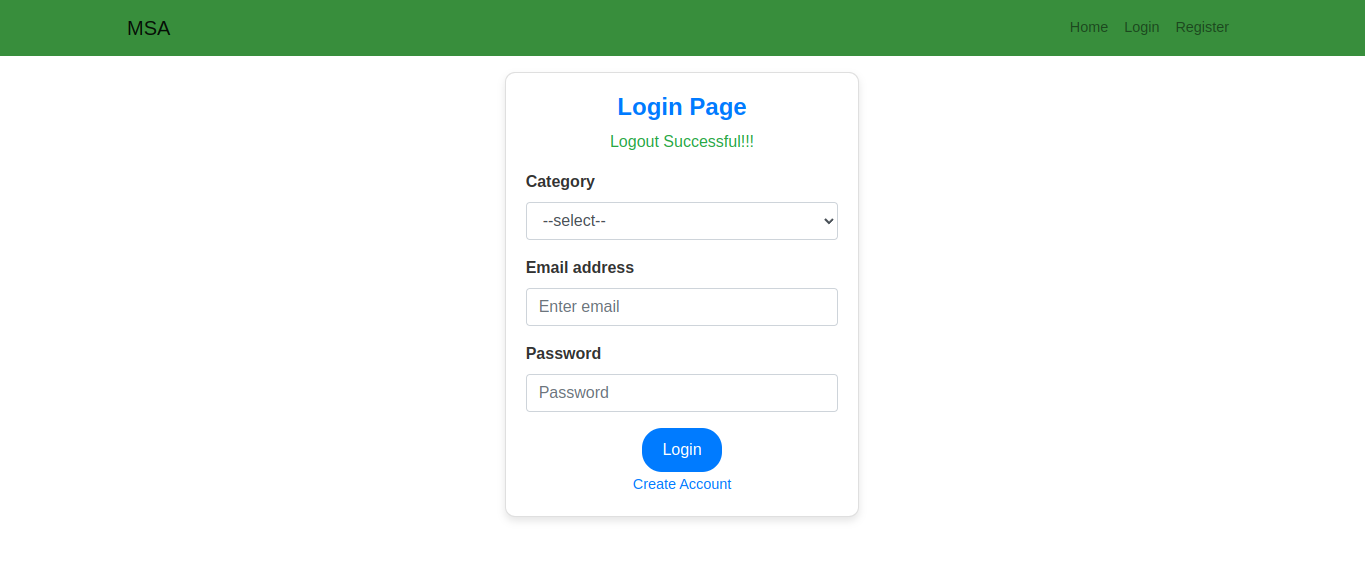 MSA
Home Login Register
Login Page
Logout Successful!!!
Category
--select--
Email address
Enter email
Password
Password
Login
Create Account